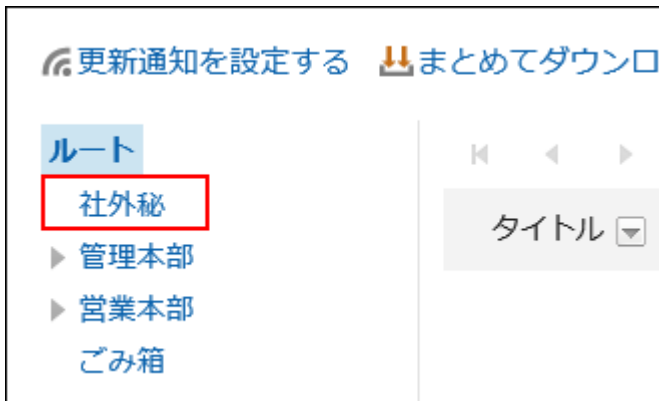 更新通知を設定する まとめてダウンロ
ルート
社外秘
管理本部
営業本部
ごみ箱
タイトル